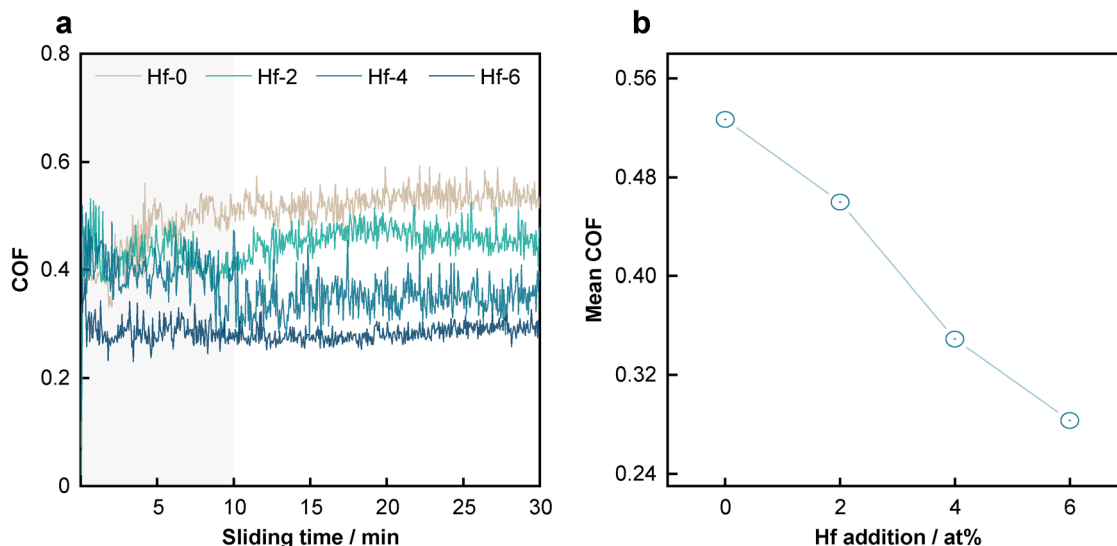 a
0.8
0.6
0.4
0.2
0
COF
Hf-0 Hf-2 Hf-4 Hf-6
5 10 15 20 25 30
Sliding time / min
b
0.56
0.48
0.40
0.32
0.24
Mean COF
0 2 4 6
Hf addition / at%